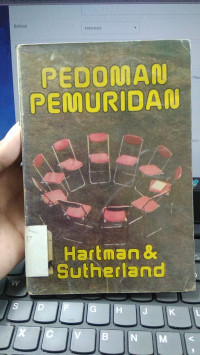 PEDOMAN
PEMURIDAN
Hartman &
Sutherland